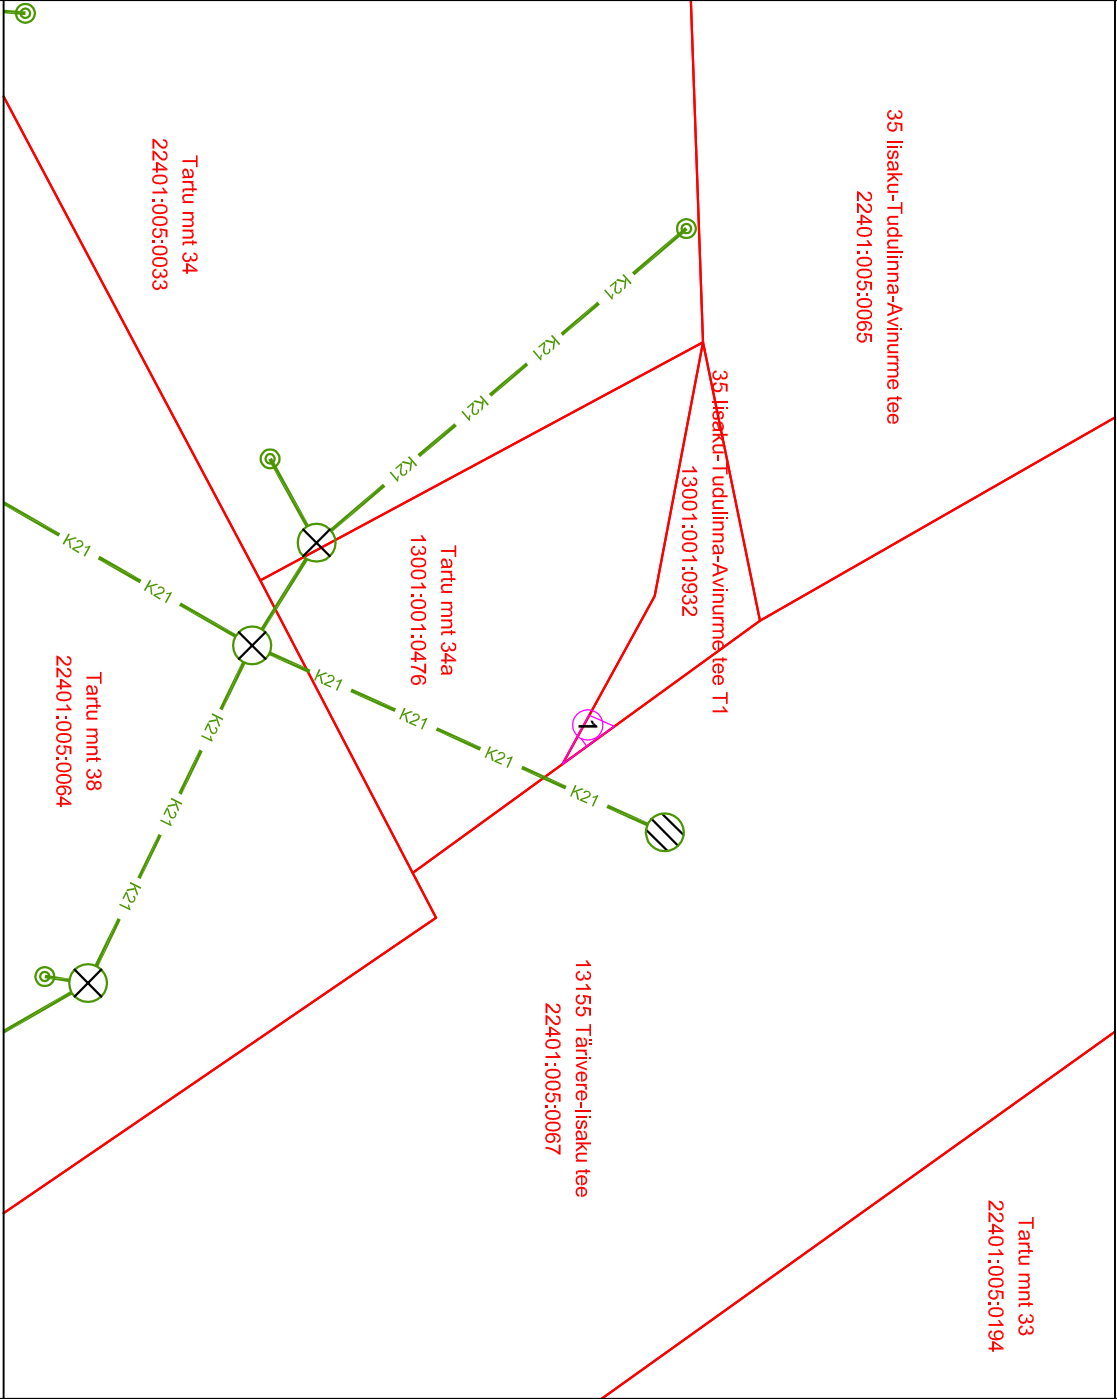 35 Iisaku-Tudulinna-Avinurme tee
22401:005:0065
Tartu mnt 34
22401:005:0033
35 Iisaku-Tudulinna-Avinurme tee T1
13001:001:0932
Tartu mnt 34a
13001:001:0476
Tartu mnt 38
22401:005:0064
13155 Tärivere-Iisaku tee
22401:005:0067
Tartu mnt 33
22401:005:0194
1
K21
K21
K21
K21
K21
K21
K21
K21
K21
K21
K21
K21
K21